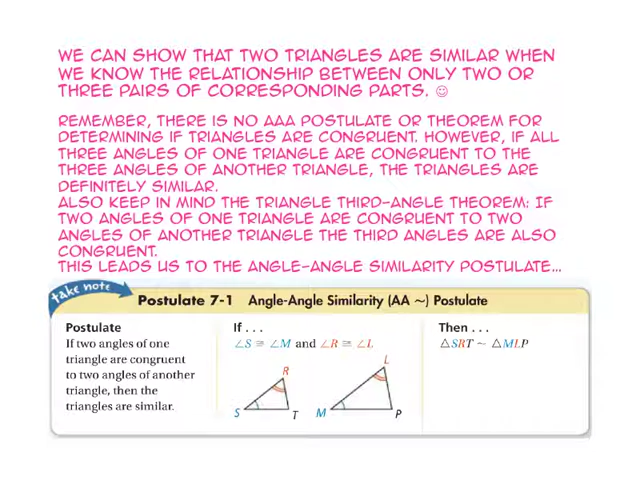 WE CAN SHOW THAT TWO TRIANGLES ARE SIMILAR WHEN
WE KNOW THE RELATIONSHIP BETWEEN ONLY TWO OR
THREE PAIRS OF CORRESPONDING PARTS. ☺
REMEMBER, THERE IS NO AAA POSTULATE OR THEOREM FOR
DETERMINING IF TRIANGLES ARE CONGRUENT. HOWEVER, IF ALL
THREE ANGLES OF ONE TRIANGLE ARE CONGRUENT TO THE
THREE ANGLES OF ANOTHER TRIANGLE, THE TRIANGLES ARE
DEFINITELY SIMILAR.
ALSO KEEP IN MIND THE TRIANGLE THIRD-ANGLE THEOREM: IF
TWO ANGLES OF ONE TRIANGLE ARE CONGRUENT TO TWO
ANGLES OF ANOTHER TRIANGLE THE THIRD ANGLES ARE ALSO
CONGRUENT.
THIS LEADS US TO THE ANGLE-ANGLE SIMILARITY POSTULATE...
take note
Postulate 7-1 Angle-Angle Similarity (AA ~) Postulate
Postulate
If two angles of one
triangle are congruent
to two angles of another
triangle, then the
triangles are similar.
If . . .
∠S ≅ ∠M and ∠R ≅ ∠L
R
S
T
L
M
P
Then . . .
△SRT ~ △MLP